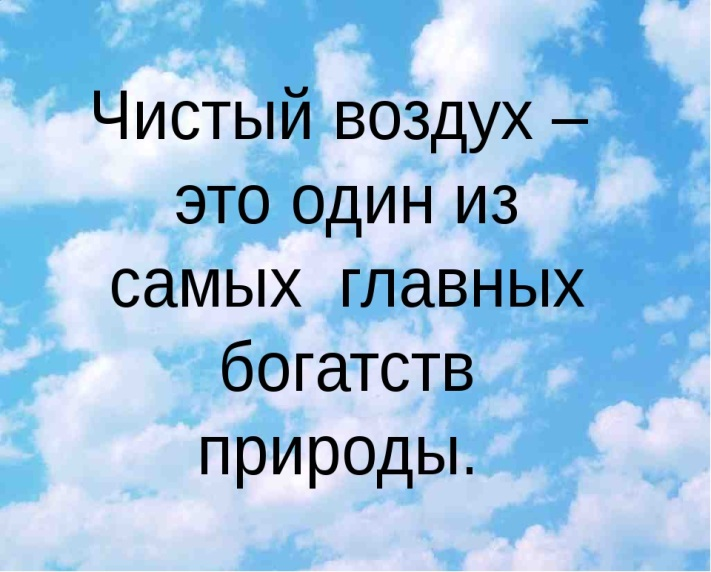 Чистый воздух –
это один из
самых  главных
богатств
природы.